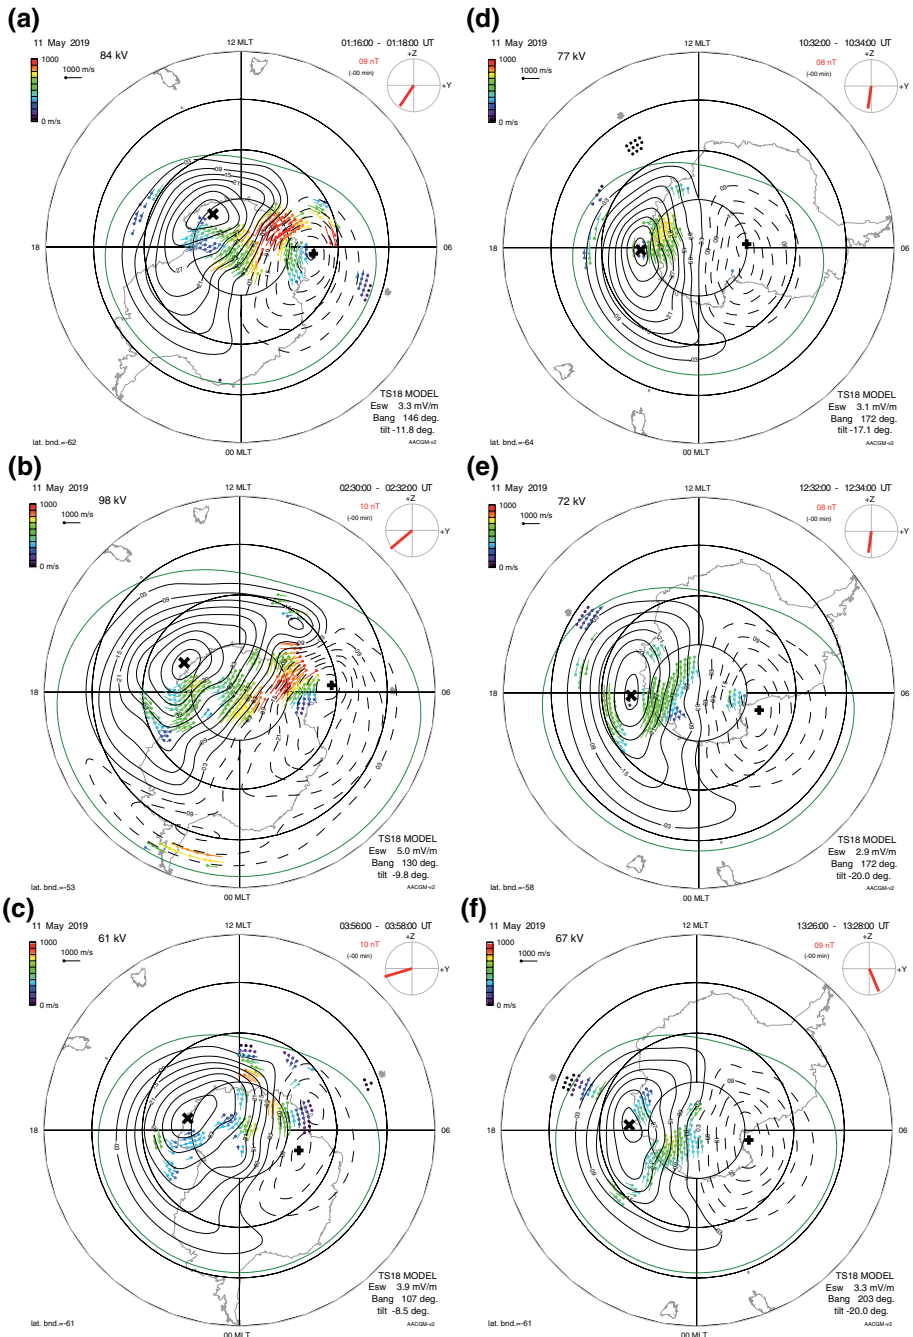 (a)
11 May 2019
84 kV
12 MLT
01:16:00 - 01:18:00 UT
1000
1000 m/s
0 m/s
09 nT
(-00 min)
+Z
+Y
18
06
TS18 MODEL
Esw 3.3 mV/m
Bang 146 deg.
tilt -11.8 deg.
AACGM-v2
lat. bnd.=-62
00 MLT
(d)
11 May 2019
77 kV
12 MLT
10:32:00 - 10:34:00 UT
1000
1000 m/s
0 m/s
08 nT
(-00 min)
+Z
+Y
18
06
TS18 MODEL
Esw 3.1 mV/m
Bang 172 deg.
tilt -17.1 deg.
AACGM-v2
lat. bnd.=-64
00 MLT
(b)
11 May 2019
98 kV
12 MLT
02:30:00 - 02:32:00 UT
1000
1000 m/s
0 m/s
10 nT
(-00 min)
+Z
+Y
18
06
TS18 MODEL
Esw 5.0 mV/m
Bang 130 deg.
tilt -9.8 deg.
AACGM-v2
lat. bnd.=-53
00 MLT
(e)
11 May 2019
72 kV
12 MLT
12:32:00 - 12:34:00 UT
1000
1000 m/s
0 m/s
08 nT
(-00 min)
+Z
+Y
18
06
TS18 MODEL
Esw 2.9 mV/m
Bang 172 deg.
tilt -20.0 deg.
AACGM-v2
lat. bnd.=-58
00 MLT
(c)
11 May 2019
61 kV
12 MLT
03:56:00 - 03:58:00 UT
1000
1000 m/s
0 m/s
10 nT
(-00 min)
+Z
+Y
18
06
TS18 MODEL
Esw 3.9 mV/m
Bang 107 deg.
tilt -8.5 deg.
AACGM-v2
lat. bnd.=-61
00 MLT
(f)
11 May 2019
67 kV
12 MLT
13:26:00 - 13:28:00 UT
1000
1000 m/s
0 m/s
09 nT
(-00 min)
+Z
+Y
18
06
TS18 MODEL
Esw 3.3 mV/m
Bang 203 deg.
tilt -20.0 deg.
AACGM-v2
lat. bnd.=-61
00 MLT